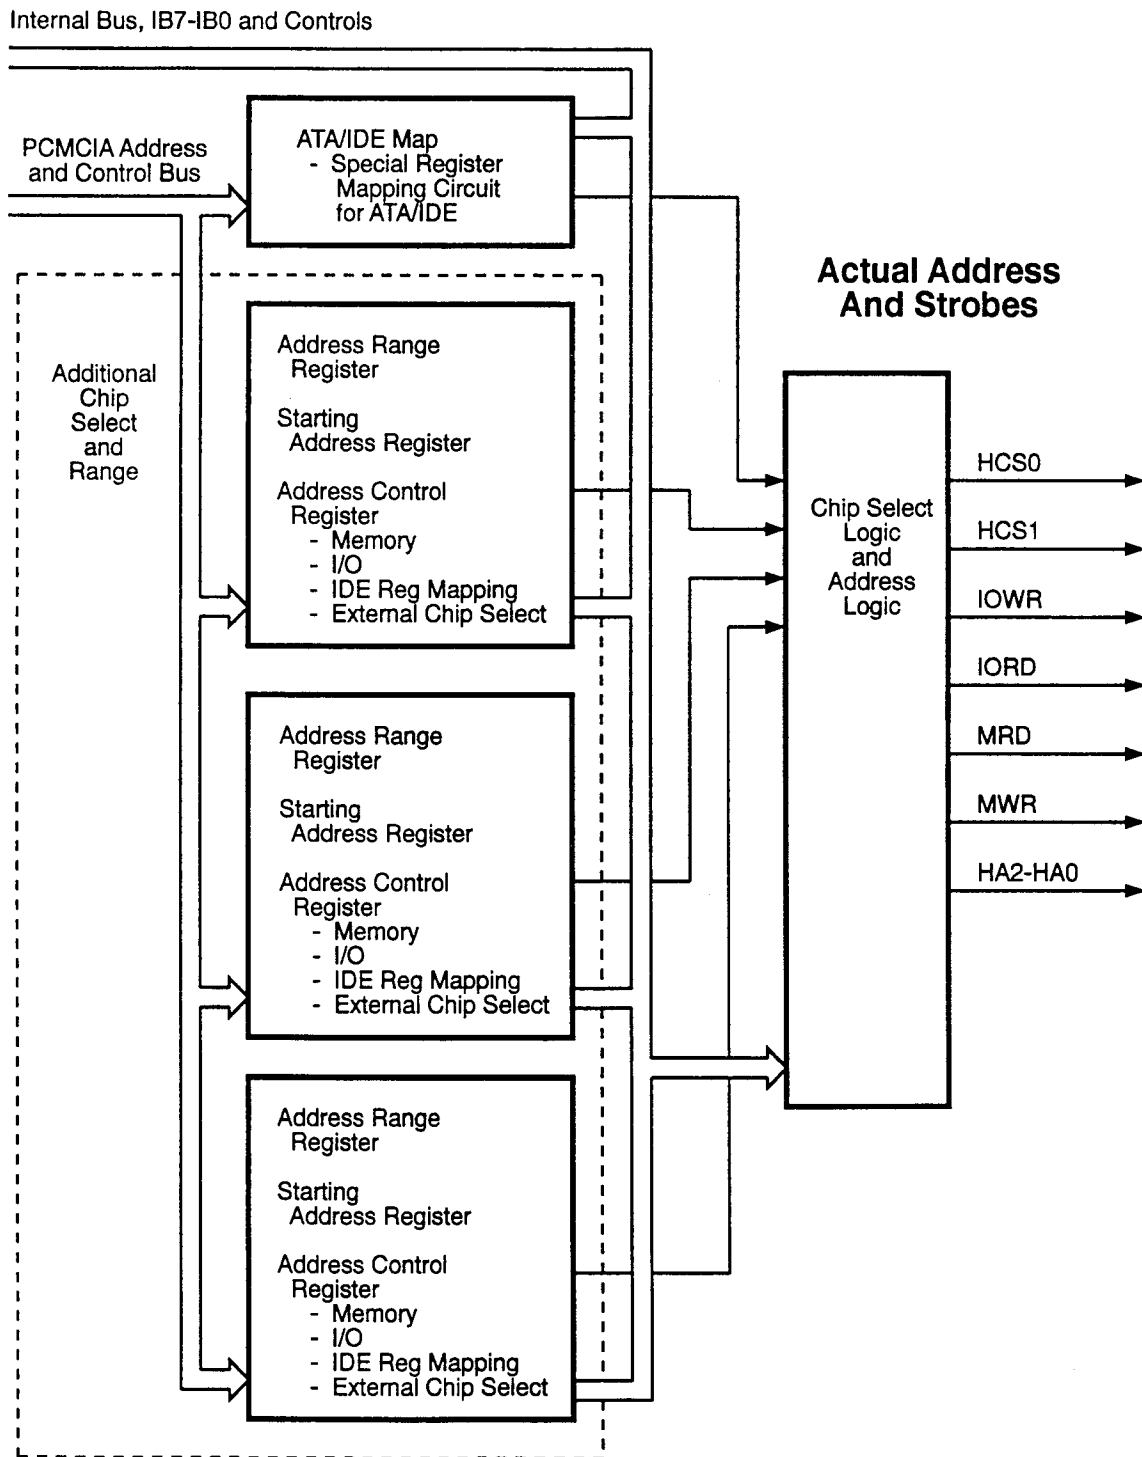 Internal Bus, IB7-IB0 and Controls
PCMCIA Address
and Control Bus
ATA/IDE Map
- Special Register
Mapping Circuit
for ATA/IDE
Actual Address
And Strobes
Additional
Chip
Select
and
Range
Address Range
Register
Starting
Address Register
Address Control
Register
- Memory
- I/O
- IDE Reg Mapping
- External Chip Select
Address Range
Register
Starting
Address Register
Address Control
Register
- Memory
- I/O
- IDE Reg Mapping
- External Chip Select
Address Range
Register
Starting
Address Register
Address Control
Register
- Memory
- I/O
- IDE Reg Mapping
- External Chip Select
Chip Select
Logic
and
Address
Logic
HCS0
HCS1
IOWR
IORD
MRD
MWR
HA2-HA0